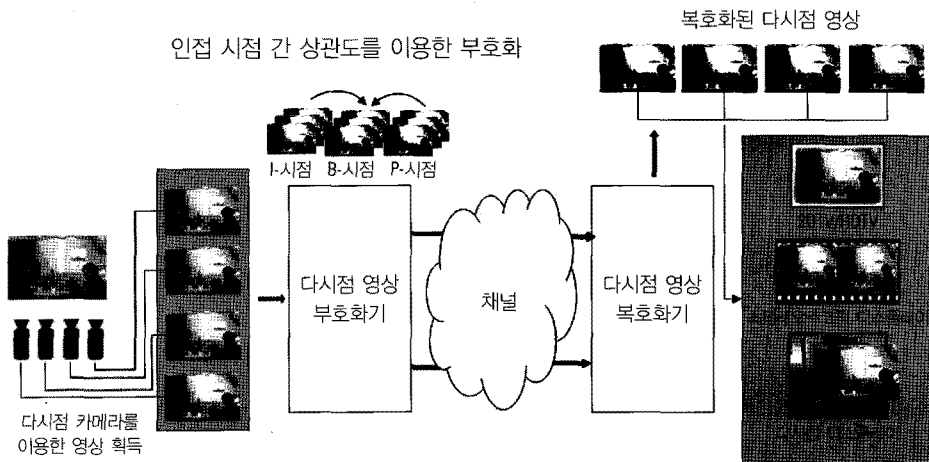 인접 시점 간 상관도를 이용한 부호화
복호화된 다시점 영상
I-시점 B-시점 P-시점
다시점 영상
부호화기
채널
다시점 영상
복호화기
다시점 카메라를
이용한 영상 획득